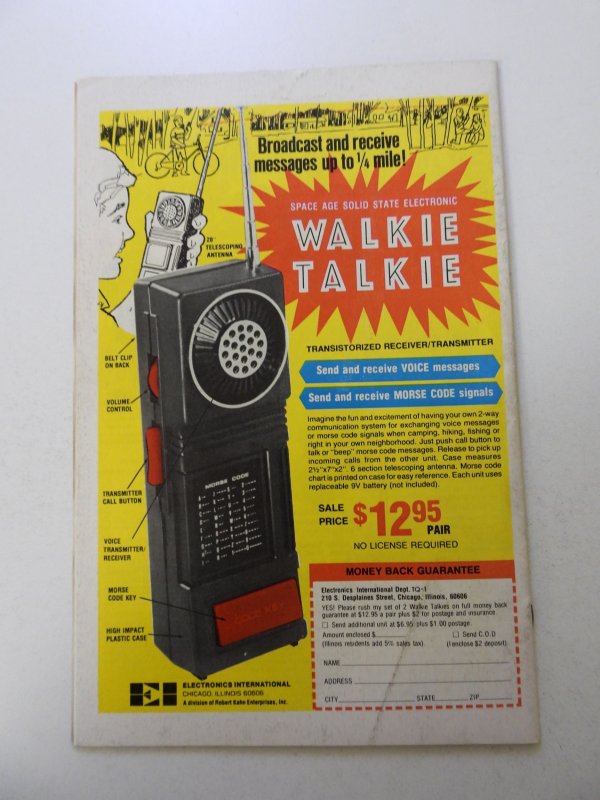 Broadcast and receive
messages up to 1/4 mile!
SPACE AGE SOLID STATE ELECTRONIC
WALKIE
TALKIE
28"
TELESCOPING
ANTENNA
BELT CLIP
ON BACK
VOLUME
CONTROL
TRANSMITTER
CALL BUTTON
VOICE
TRANSMITTER/
RECEIVER
MORSE
CODE KEY
HIGH IMPACT
PLASTIC CASE
MORSE CODE
CODE KEY
TRANSISTORIZED RECEIVER/TRANSMITTER
Send and receive VOICE messages
Send and receive MORSE CODE signals
Imagine the fun and excitement of having your own 2-way
communication system for exchanging voice messages
or morse code signals when camping, hiking, fishing or
right in your own neighborhood. Just push call button to
talk or "beep" morse code messages. Release to pick up
incoming calls from the other unit. Case measures
2½"x7"x2". 6 section telescoping antenna. Morse code
chart is printed on case for easy reference. Each unit uses
replaceable 9V battery (not included).
SALE
PRICE $12.95
PAIR
NO LICENSE REQUIRED
MONEY BACK GUARANTEE
Electronics International Dept. TQ-1
210 S. Desplaines Street, Chicago, Illinois, 60606
YES! Please rush my set of 2 Walkie Talkies on full money back
guarantee at $12.95 a pair plus $2 for postage and insurance.
Send additional unit at $6.95 plus $1.00 postage
Amount enclosed $ Send C.O.D
(Illinois residents add 5% sales tax) (I enclose $2 deposit).
NAME
ADDRESS
CITY STATE ZIP
ELECTRONICS INTERNATIONAL
CHICAGO, ILLINOIS 60606
A division of Robert Kahn Enterprises, Inc.